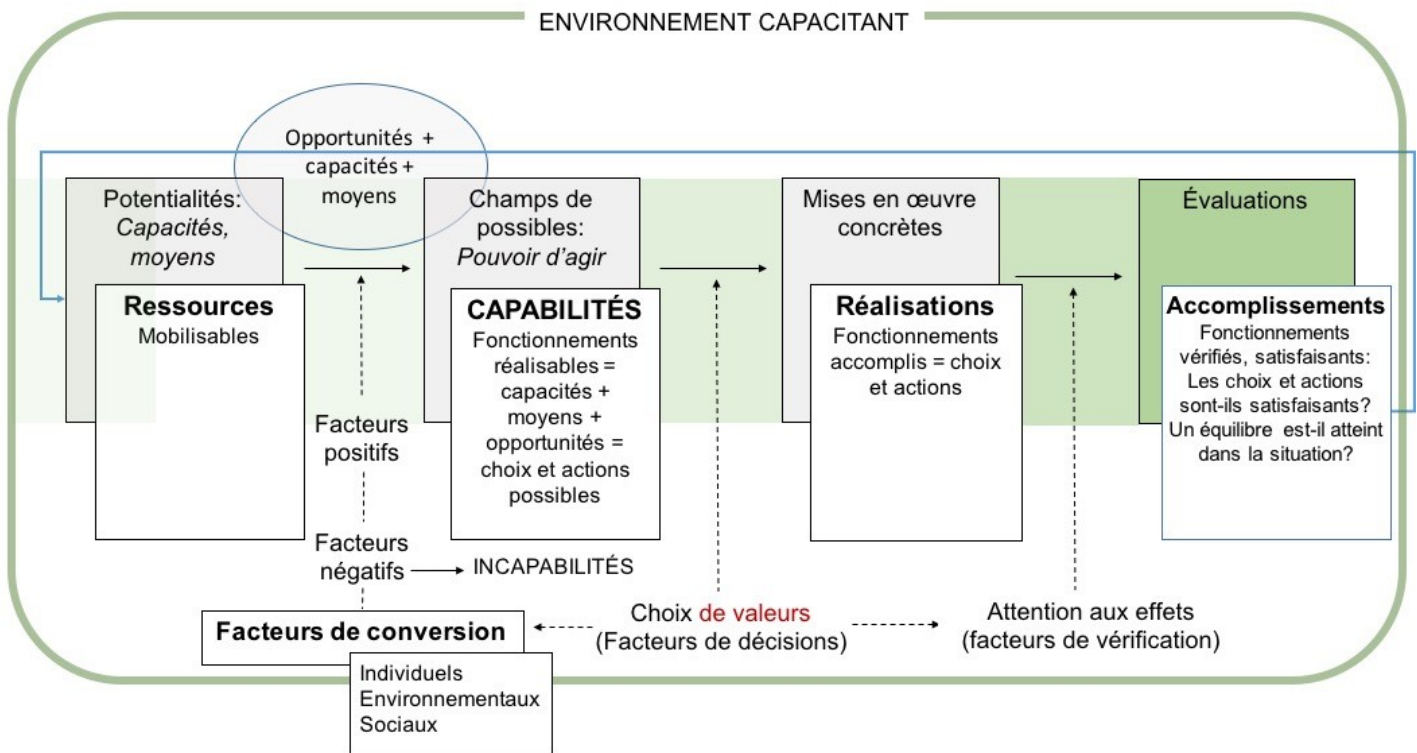 ENVIRONNEMENT CAPACITANT
Opportunités +
capacités +
moyens
Potentialités:
Capacités,
moyens
Ressources
Mobilisables
Champs de
possibles:
Pouvoir d’agir
CAPABILITÉS
Fonctionnements
réalisables =
capacités +
moyens +
opportunités =
choix et actions
possibles
Mises en œuvre
concrètes
Réalisations
Fonctionnements
accomplis = choix
et actions
Évaluations
Accomplissements
Fonctionnements
vérifiés, satisfaisants:
Les choix et actions
sont-ils satisfaisants?
Un équilibre est-il atteint
dans la situation?
Facteurs
positifs
Facteurs
négatifs
INCAPABILITÉS
Facteurs de conversion
Individuels
Environnementaux
Sociaux
Choix de valeurs
(Facteurs de décisions)
Attention aux effets
(facteurs de vérification)